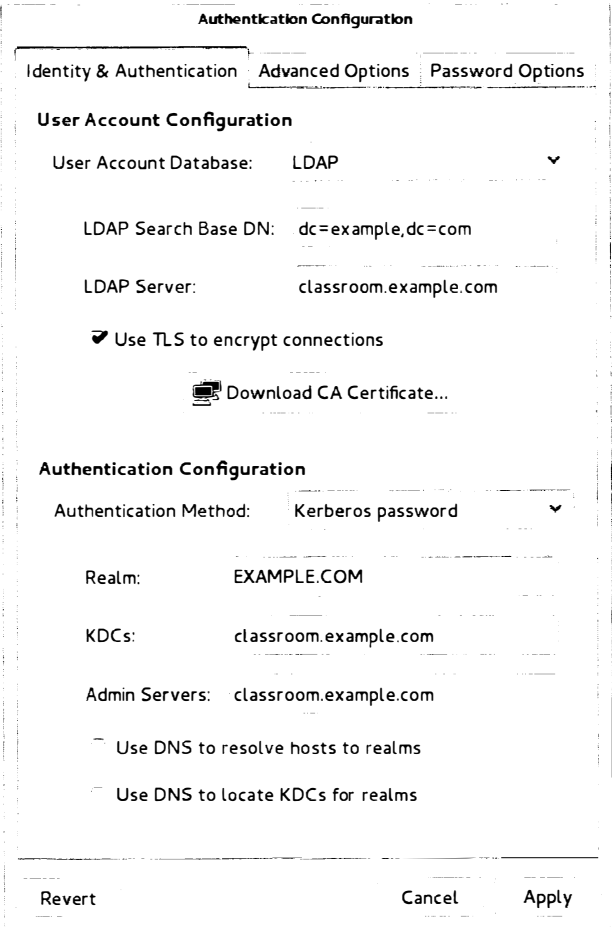 Authentication Configuration
Identity & Authentication Advanced Options Password Options
User Account Configuration
User Account Database: LDAP
LDAP Search Base DN: dc=example,dc=com
LDAP Server: classroom.example.com
Use TLS to encrypt connections
Download CA Certificate...
Authentication Configuration
Authentication Method: Kerberos password
Realm: EXAMPLE.COM
KDCs: classroom.example.com
Admin Servers: classroom.example.com
Use DNS to resolve hosts to realms
Use DNS to locate KDCs for realms
Revert Cancel Apply